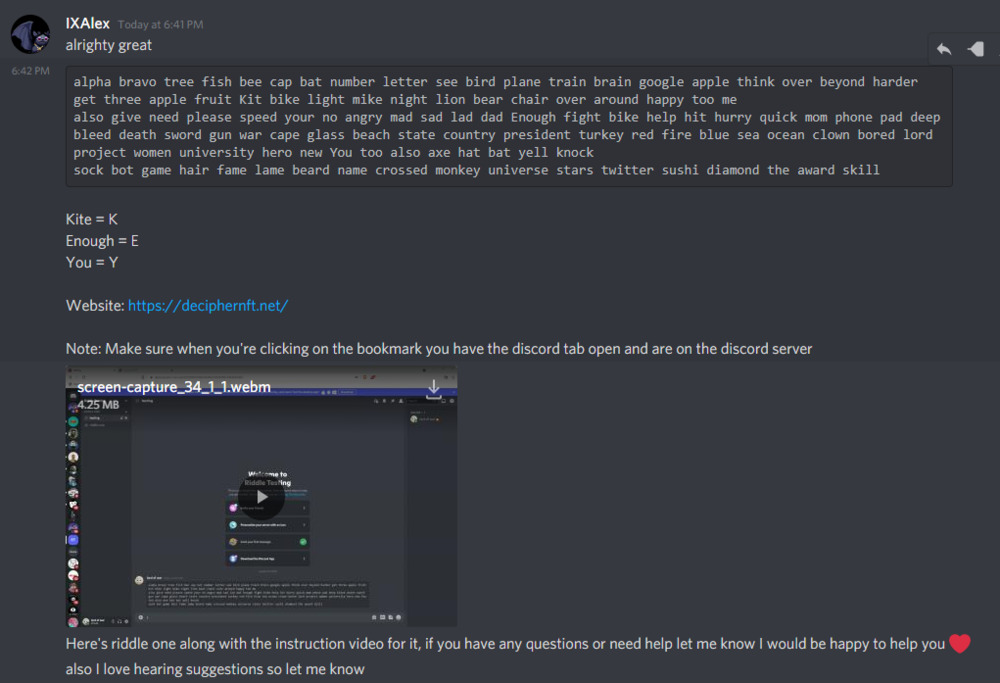 IXAlex Today at 6:41 PM
alrighty great
6:42 PM
alpha bravo tree fish bee cap bat number letter see bird plane train brain google apple think over beyond harder
get three apple fruit Kit bike light mike night lion bear chair over around happy too me
also give need please speed your no angry mad sad lad dad Enough fight bike help hit hurry quick mom phone pad deep
bleed death sword gun war cape glass beach state country president turkey red fire blue sea ocean clown bored lord
project women university hero new You too also axe hat bat yell knock
sock bot game hair fame lame beard name crossed monkey universe stars twitter sushi diamond the award skill
Kite = K
Enough = E
You = Y
Website: https://deciphernft.net/
Note: Make sure when you're clicking on the bookmark you have the discord tab open and are on the discord server
screen-capture_34_1_1.webm
4.25 MB
Welcome to
Riddle Testing
Here's riddle one along with the instruction video for it, if you have any questions or need help let me know I would be happy to help you
also I love hearing suggestions so let me know